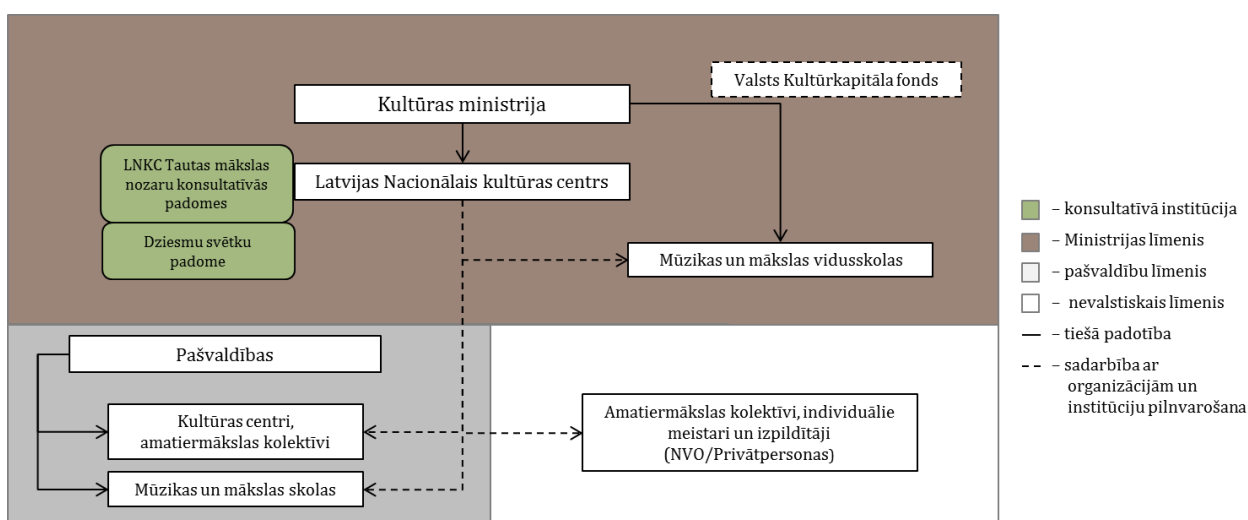 Valsts Kultūrkapitāla fonds
Kultūras ministrija
LNKC Tautas mākslas
nozaru konsultatīvās
padomes
Latvijas Nacionālais kultūras centrs
Dziesmu svētku
padome
Mūzikas un mākslas vidusskolas
Pašvaldības
Kultūras centri,
amatiermākslas kolektīvi
Mūzikas un mākslas skolas
Amatiermākslas kolektīvi, individuālie
meistari un izpildītāji
(NVO/Privātpersonas)
– konsultatīvā institūcija
– Ministrijas līmenis
– pašvaldību līmenis
– nevalstiskais līmenis
– tiešā padotība
– sadarbība ar
organizācijām un
institūciju pilnvarošana